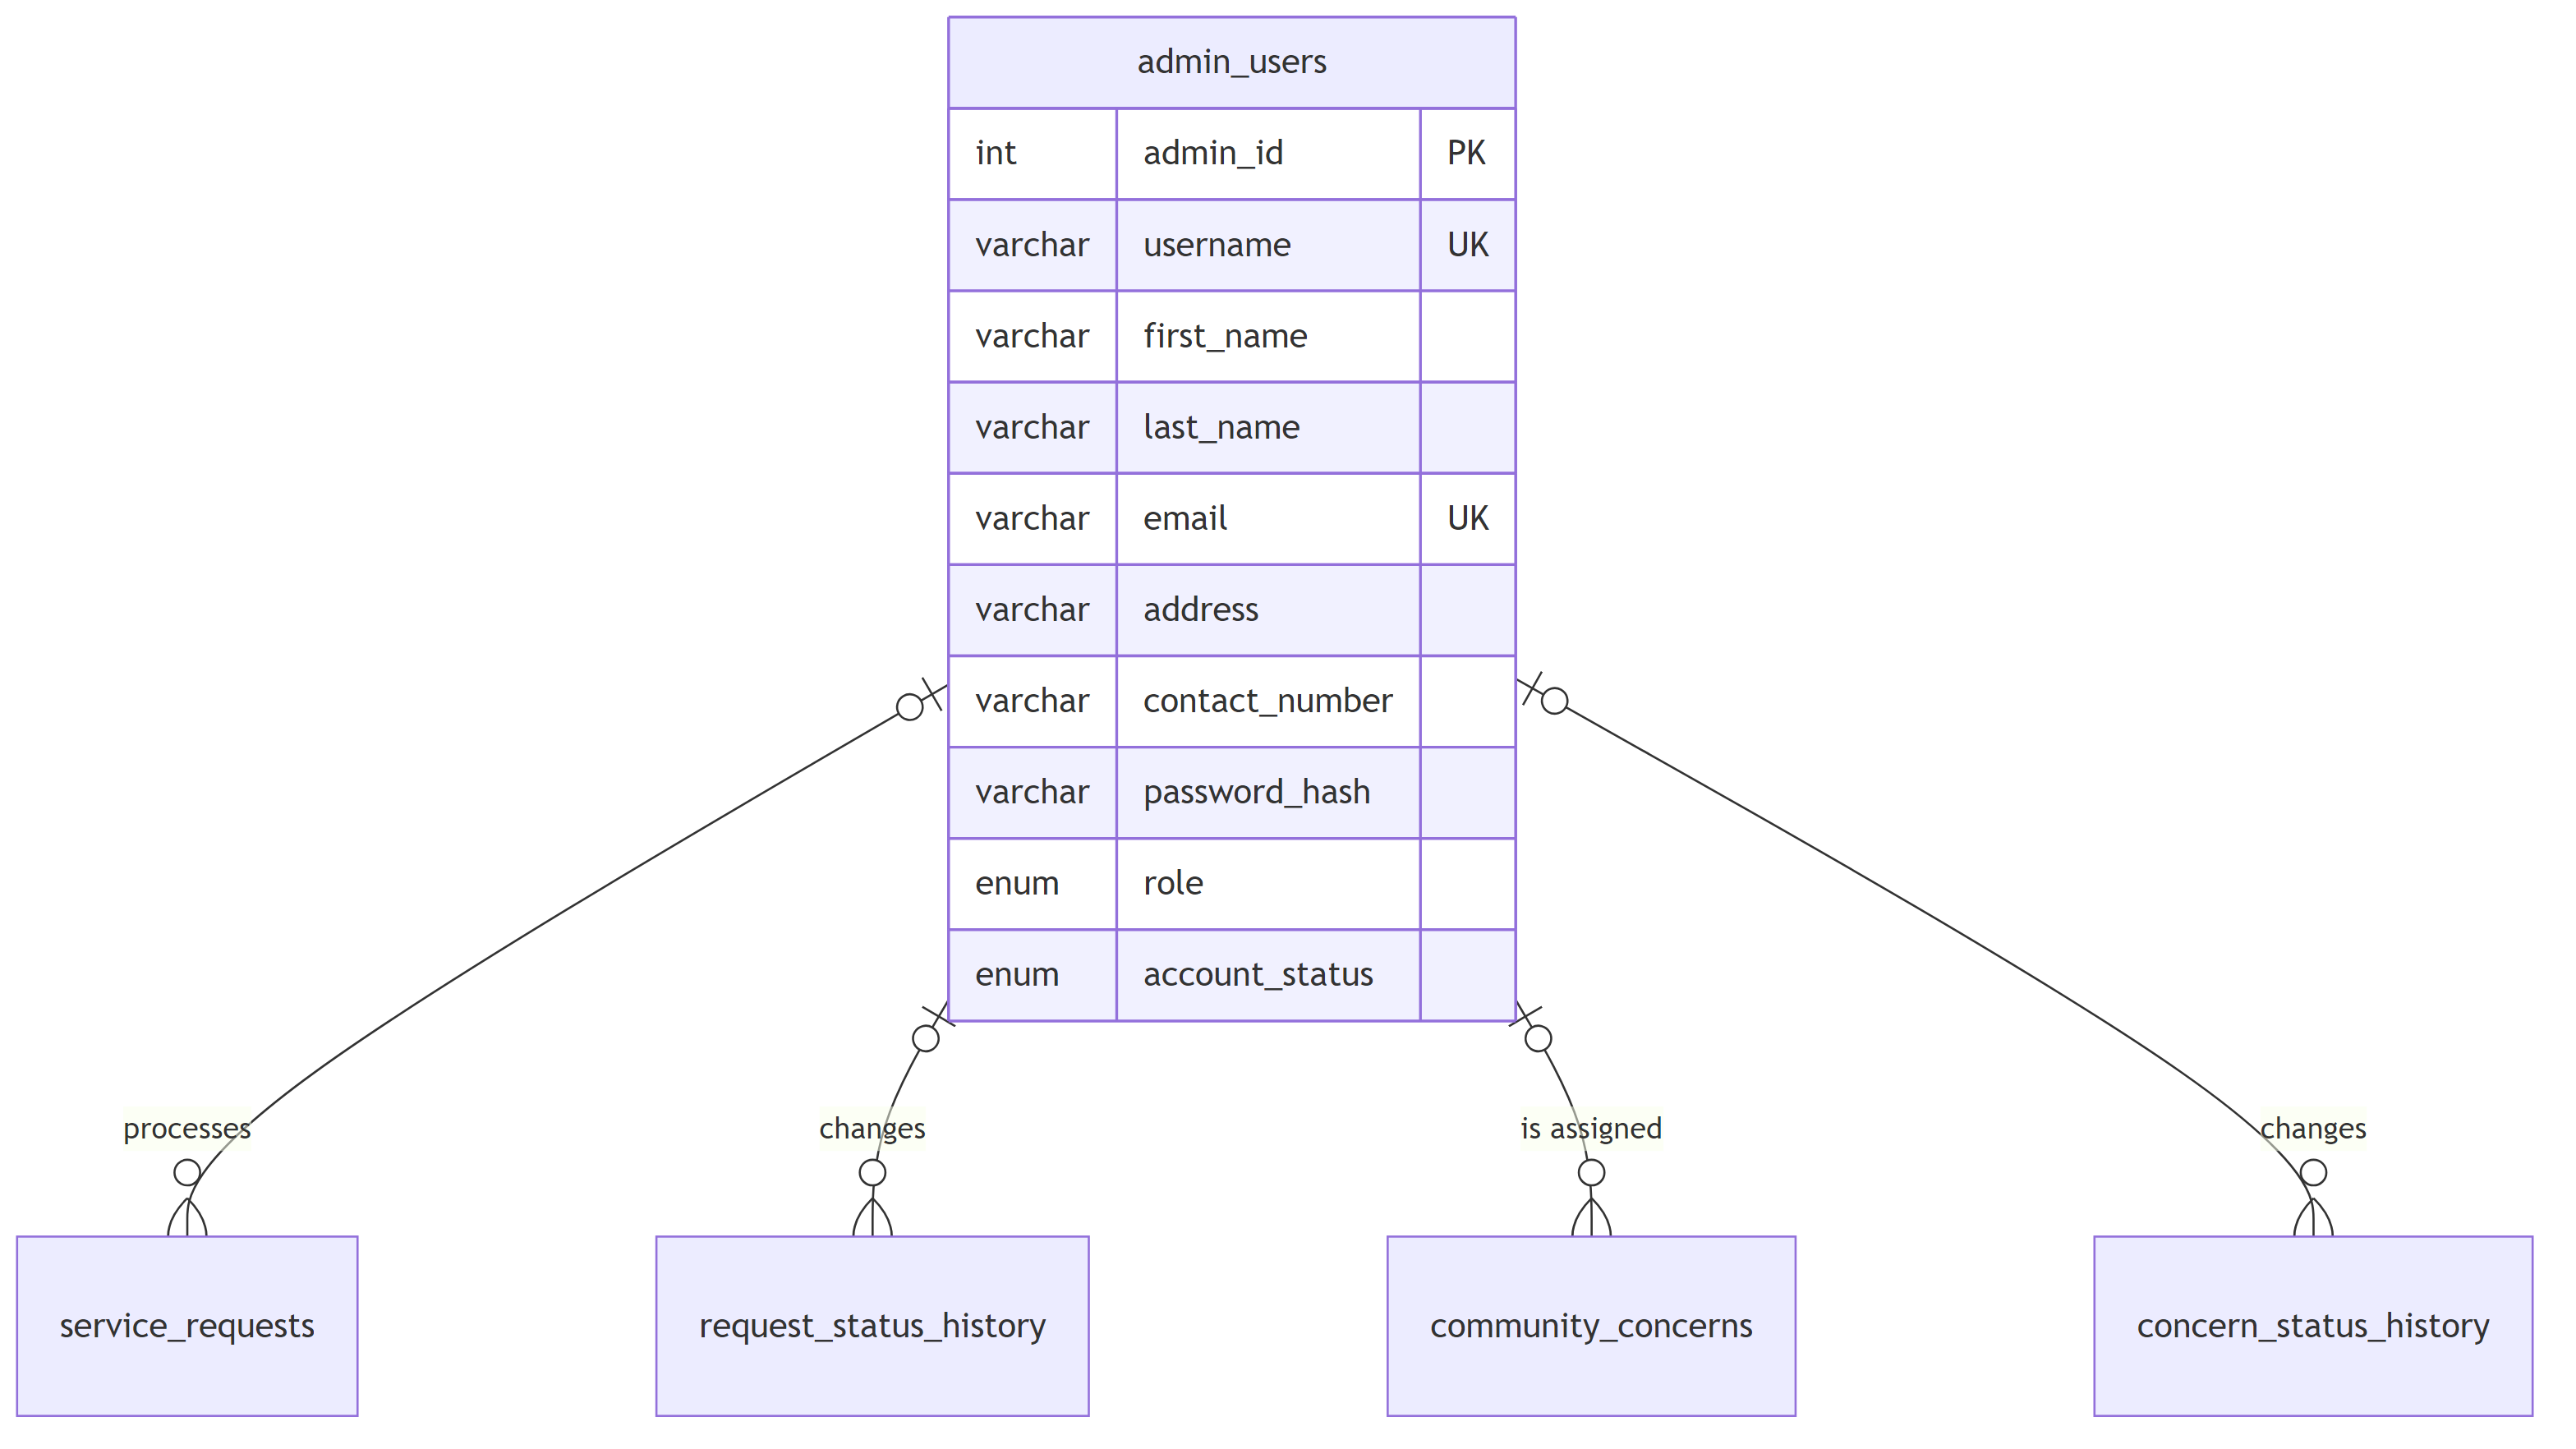 admin_users
int admin_id PK
varchar username UK
varchar first_name
varchar last_name
varchar email UK
varchar address
varchar contact_number
varchar password_hash
enum role
enum account_status
processes changes is assigned changes
service_requests request_status_history community_concerns concern_status_history